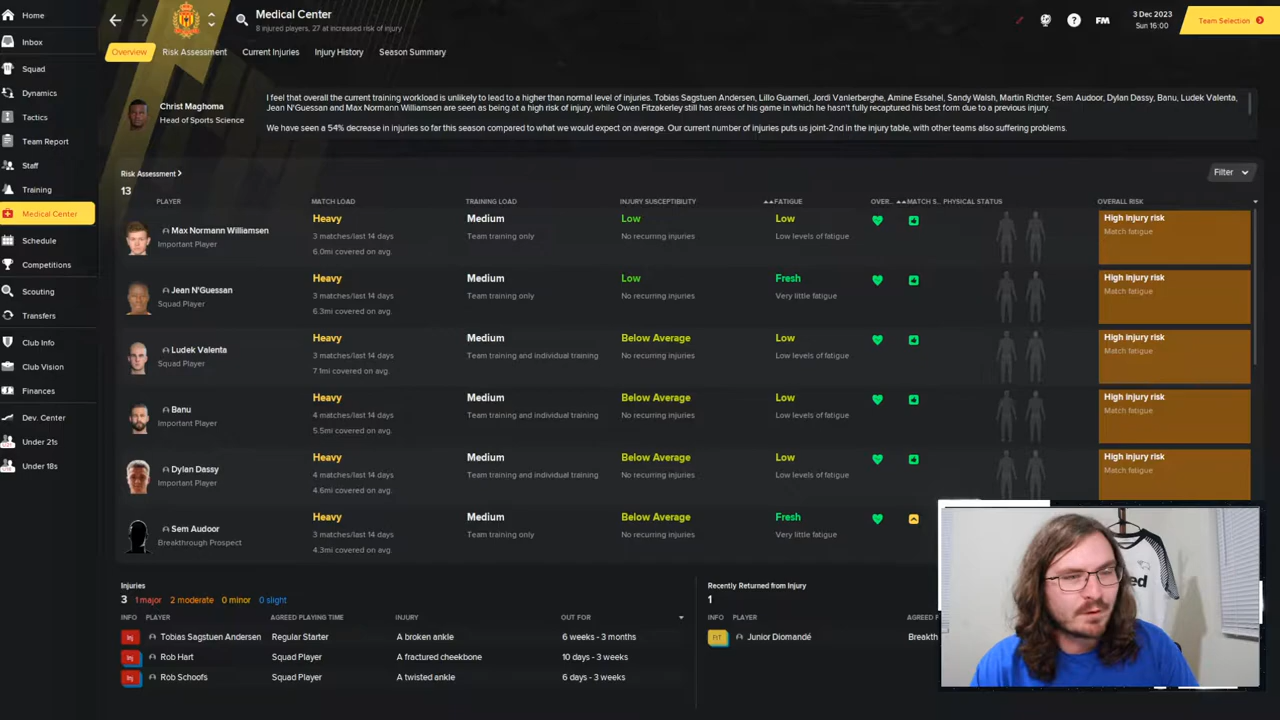 Home
Inbox
Squad
Dynamics
Tactics
Team Report
Staff
Training
Medical Center
Schedule
Competitions
Scouting
Transfers
Club Info
Club Vision
Finances
Dev. Center
Under 21s
Under 18s
Medical Center
8 injured players, 27 at increased risk of injury
FM
3 Dec 2023
Sun 16:00
Team Selection
Overview Risk Assessment Current Injuries Injury History Season Summary
Christ Maghoma
Head of Sports Science
I feel that overall the current training workload is unlikely to lead to a higher than normal level of injuries. Tobias Sagstuen Andersen, Lillo Guarneri, Jordi Vanlerberghe, Amine Essahel, Sandy Walsh, Martin Richter, Sem Audoor, Dylan Dassy, Banu, Ludek Valenta,
Jean N'Guessan and Max Normann Williamsen are seen as being at a high risk of injury, while Owen Fitzakerley still has areas of his game in which he hasn't fully recaptured his best form due to a previous injury.
We have seen a 54% decrease in injuries so far this season compared to what we would expect on average. Our current number of injuries puts us joint-2nd in the injury table, with other teams also suffering problems.
Risk Assessment
13
Filter
PLAYER MATCH LOAD TRAINING LOAD INJURY SUSCEPTIBILITY FATIGUE OVER... MATCH S... PHYSICAL STATUS OVERALL RISK
Heavy Medium Low Low High injury risk
Max Normann Williamsen 3 matches/last 14 days Team training only No recurring injuries Low levels of fatigue Match fatigue
Important Player 6.0mi covered on avg.
Heavy Medium Low Fresh High injury risk
Jean N'Guessan 3 matches/last 14 days Team training only No recurring injuries Very little fatigue Match fatigue
Squad Player 6.3mi covered on avg.
Heavy Medium Below Average Low High injury risk
Ludek Valenta 3 matches/last 14 days Team training and individual training No recurring injuries Low levels of fatigue Match fatigue
Squad Player 7.1mi covered on avg.
Heavy Medium Below Average Low High injury risk
Banu 4 matches/last 14 days Team training and individual training No recurring injuries Low levels of fatigue Match fatigue
Important Player 5.5mi covered on avg.
Heavy Medium Below Average Low High injury risk
Dylan Dassy 4 matches/last 14 days Team training and individual training No recurring injuries Low levels of fatigue Match fatigue
Important Player 4.6mi covered on avg.
Heavy Medium Below Average Fresh
Sem Audoor 3 matches/last 14 days Team training only No recurring injuries Very little fatigue
Breakthrough Prospect 4.3mi covered on avg.
Injuries
3 1 major 2 moderate 0 minor 0 slight
INFO PLAYER AGREED PLAYING TIME INJURY OUT FOR
Inj Tobias Sagstuen Andersen Regular Starter A broken ankle 6 weeks - 3 months
Inj Rob Hart Squad Player A fractured cheekbone 10 days - 3 weeks
Inj Rob Schoofs Squad Player A twisted ankle 6 days - 3 weeks
Recently Returned from Injury
1
INFO PLAYER AGREED P
FIT Junior Diomandé Breakth